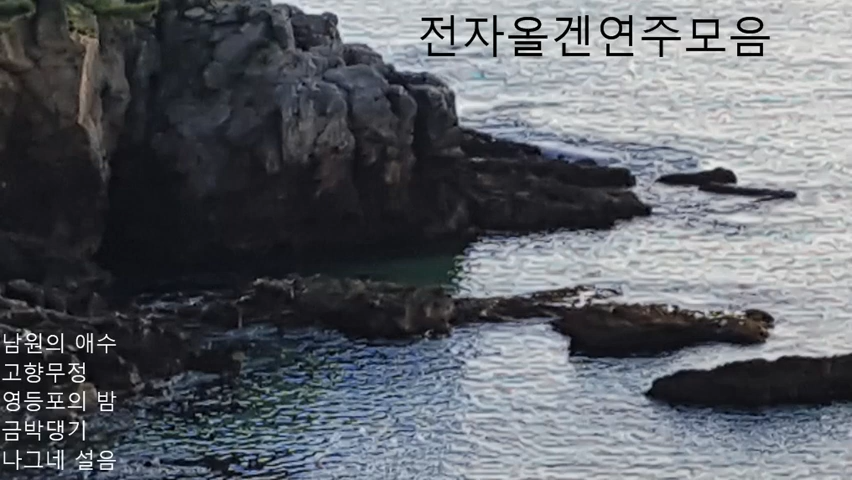 전자올겐연주모음
남원의 애수
고향무정
영등포의 밤
금박댕기
나그네 설음